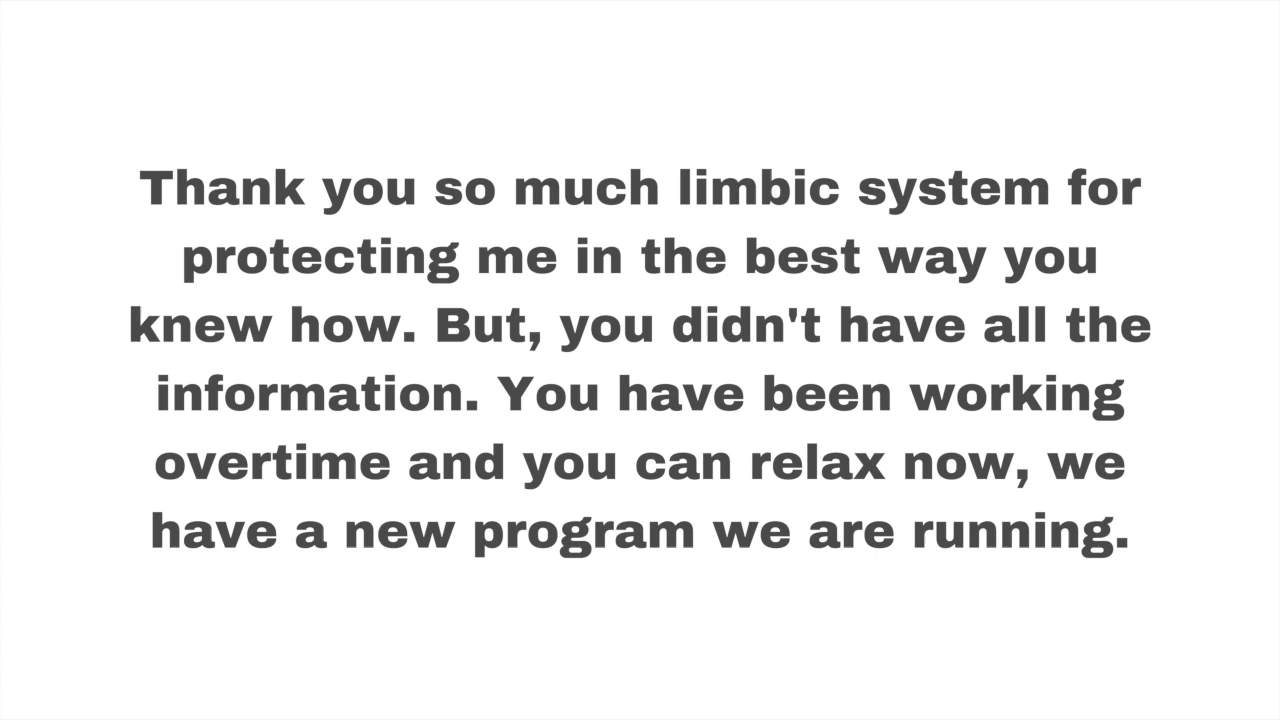 Thank you so much limbic system for
protecting me in the best way you
knew how. But, you didn't have all the
information. You have been working
overtime and you can relax now, we
have a new program we are running.